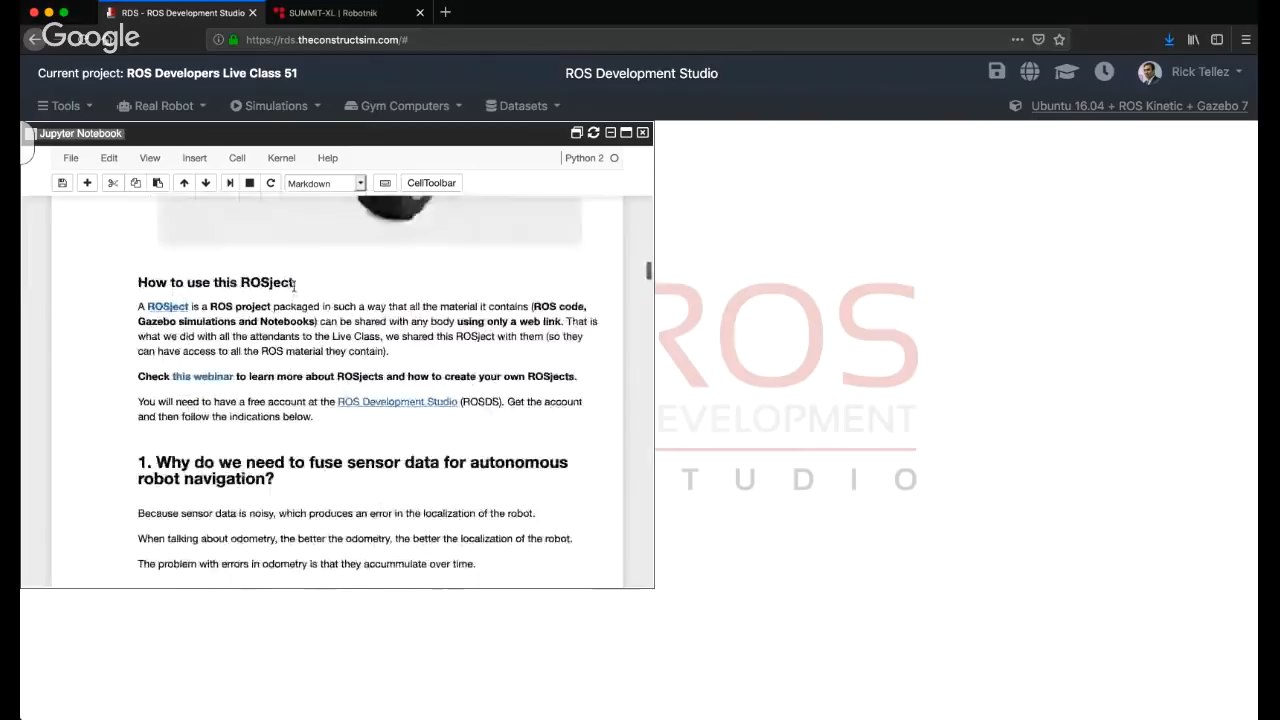 RDS - ROS Development Studio
SUMMIT-XL | Robotnik
Google
https://rds.theconstructsim.com/#
Current project: ROS Developers Live Class 51
ROS Development Studio
Rick Tellez
Tools
Real Robot
Simulations
Gym Computers
Datasets
Ubuntu 16.04 + ROS Kinetic + Gazebo 7
Jupyter Notebook
File Edit View Insert Cell Kernel Help
Python 2
Markdown
CellToolbar
How to use this ROSject
A ROSject is a ROS project packaged in such a way that all the material it contains (ROS code,
Gazebo simulations and Notebooks) can be shared with any body using only a web link. That is
what we did with all the attendants to the Live Class, we shared this ROSject with them (so they
can have access to all the ROS material they contain).
Check this webinar to learn more about ROSjects and how to create your own ROSjects.
You will need to have a free account at the ROS Development Studio (ROSDS). Get the account
and then follow the indications below.
1. Why do we need to fuse sensor data for autonomous
robot navigation?
Because sensor data is noisy, which produces an error in the localization of the robot.
When talking about odometry, the better the odometry, the better the localization of the robot.
The problem with errors in odometry is that they accummulate over time.
ROS
EVELOPMENT
TUDIO